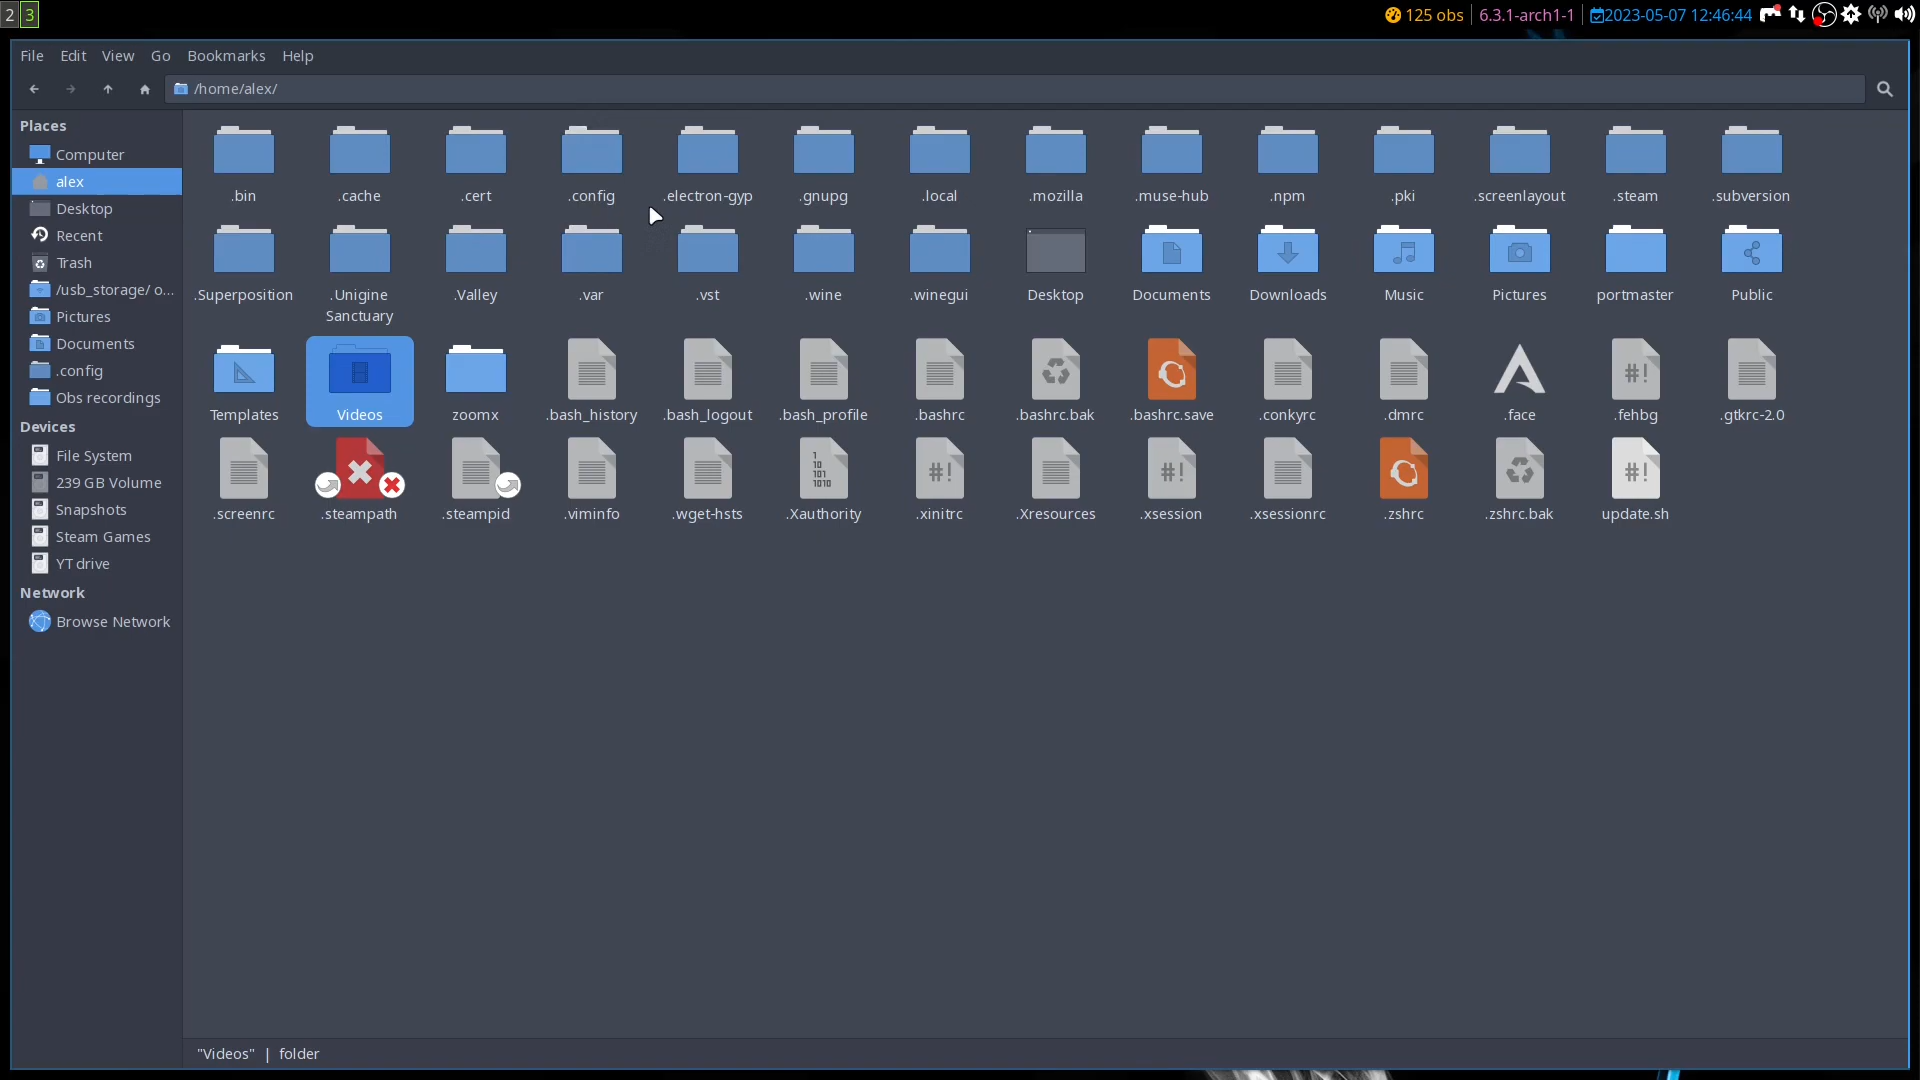 2 3 125 obs 6.3.1-arch1-1 2023-05-07 12:46:44
File Edit View Go Bookmarks Help
/home/alex/
Places
Computer
alex
Desktop
Recent
Trash
/usb_storage/ o...
Pictures
Documents
.config
Obs recordings
Devices
File System
239 GB Volume
Snapshots
Steam Games
YT drive
Network
Browse Network
.bin .cache .cert .config .electron-gyp .gnupg .local .mozilla .muse-hub .npm .pki .screenlayout .steam .subversion
.Superposition .Unigine Sanctuary .Valley .var .vst .wine .winegui Desktop Documents Downloads Music Pictures portmaster Public
Templates Videos zoomx .bash_history .bash_logout .bash_profile .bashrc .bashrc.bak .bashrc.save .conkyrc .dmrc .face .fehbg .gtkrc-2.0
.screenrc .steampath .steampid .viminfo .wget-hsts .Xauthority .xinitrc .Xresources .xsession .xsessionrc .zshrc .zshrc.bak update.sh
"Videos" | folder